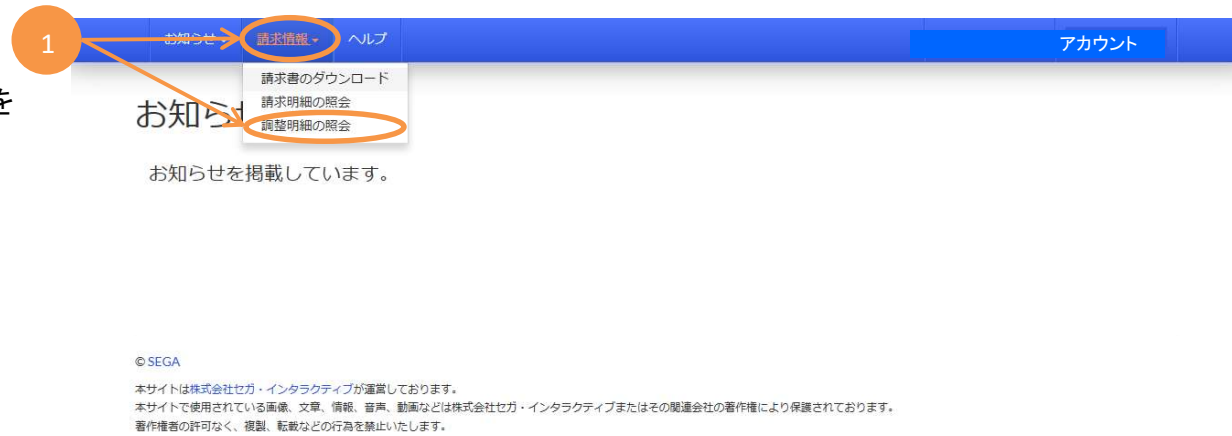 1
お知らせ
請求情報
ヘルプ
アカウント
を
請求書のダウンロード
請求明細の照会
調整明細の照会
お知ら
お知らせを掲載しています。
© SEGA
本サイトは株式会社セガ・インタラクティブが運営しております。
本サイトで使用されている画像、文章、情報、音声、動画などは株式会社セガ・インタラクティブまたはその関連会社の著作権により保護されております。
著作権者の許可なく、複製、転載などの行為を禁止いたします。